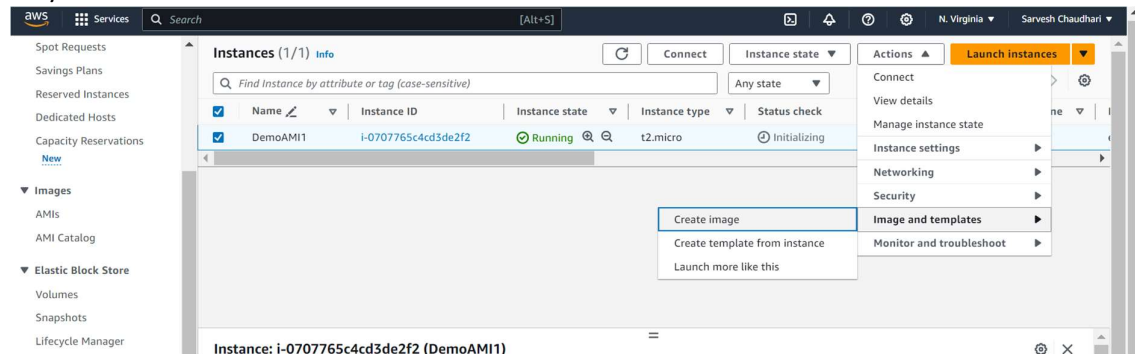 aws Services Search [Alt+S] N. Virginia Sarvesh Chaudhari
Spot Requests
Savings Plans
Reserved Instances
Dedicated Hosts
Capacity Reservations
New
Images
AMIs
AMI Catalog
Elastic Block Store
Volumes
Snapshots
Lifecycle Manager
Instances (1/1) Info Connect Instance state Actions Launch instances
Find Instance by attribute or tag (case-sensitive) Any state
Name Instance ID Instance state Instance type Status check
DemoAMI1 i-0707765c4cd3de2f2 Running t2.micro Initializing
Connect
View details
Manage instance state
Instance settings
Networking
Security
Image and templates
Monitor and troubleshoot
Create image
Create template from instance
Launch more like this
Instance: i-0707765c4cd3de2f2 (DemoAMI1)